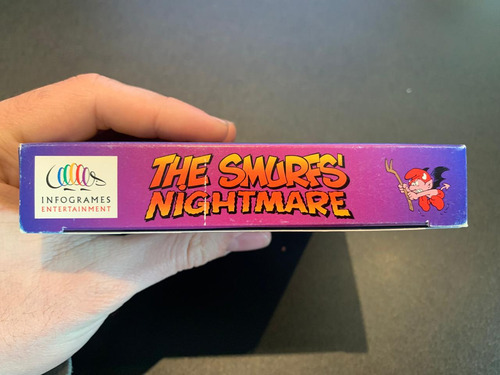 INFOGRAMES
ENTERTAINMENT
THE SMURFS'
NIGHTMARE